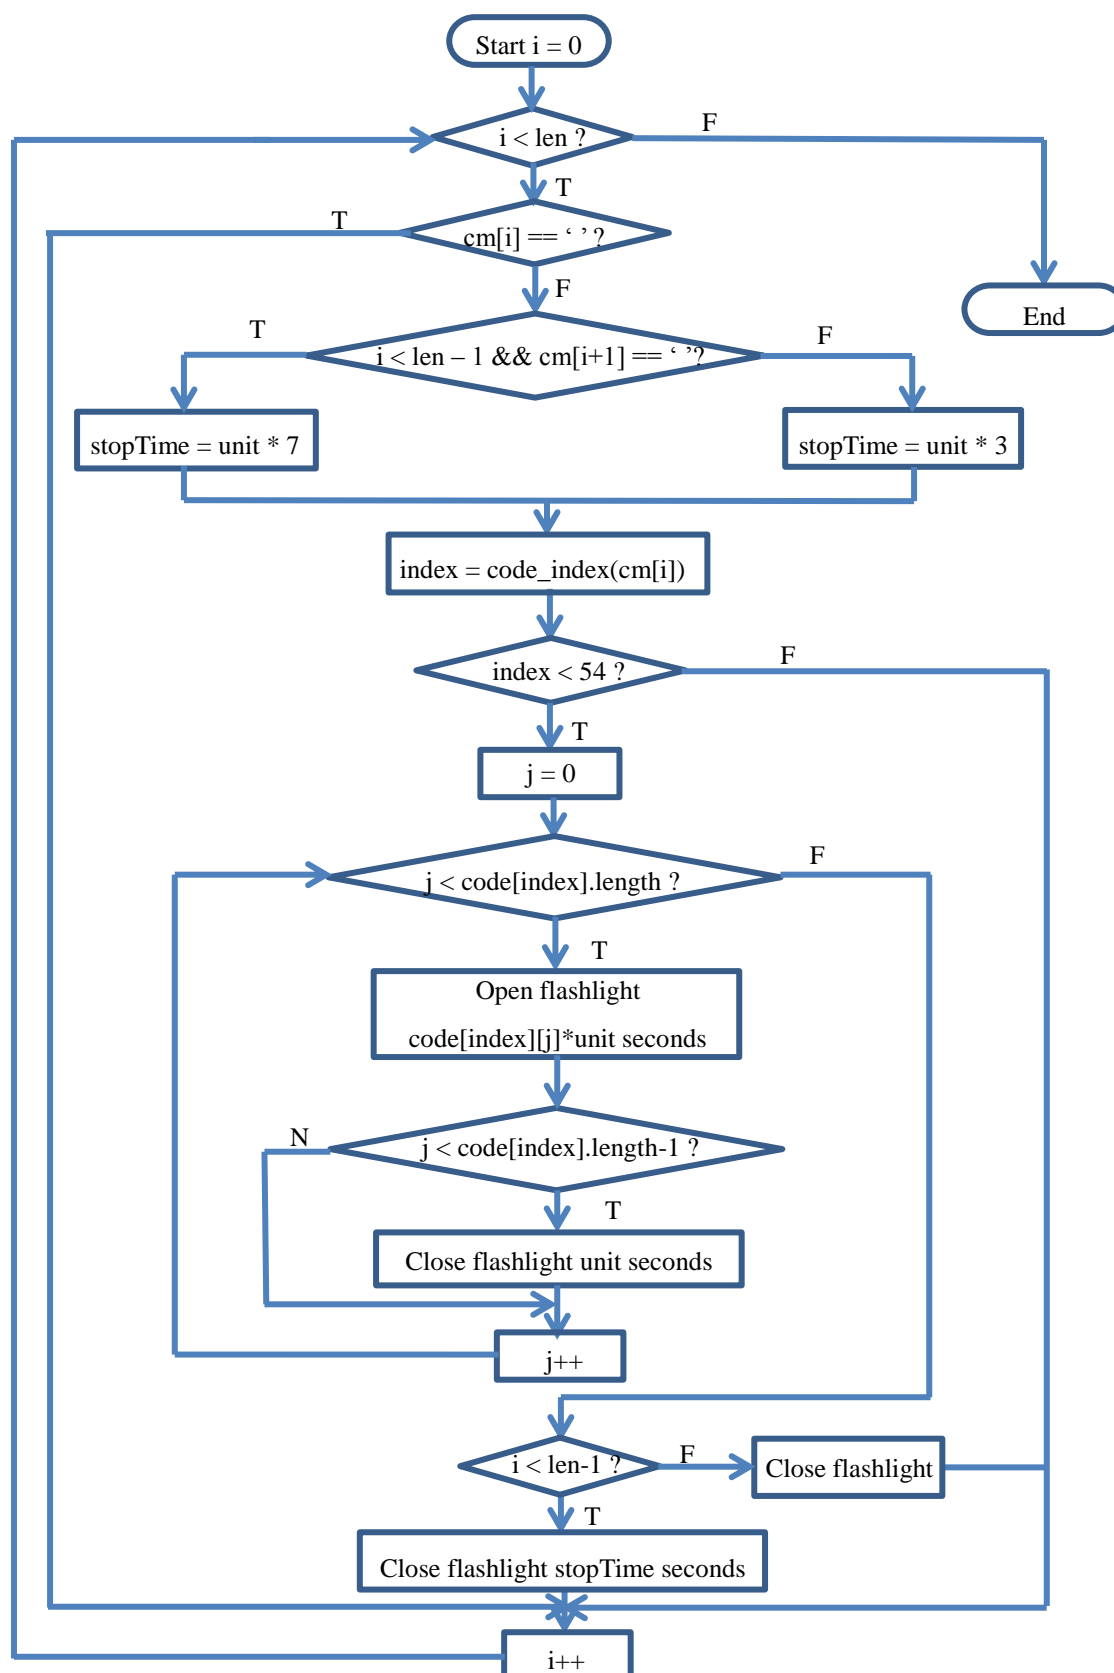 Start i = 0
i < len ?
F
T
T
cm[i] == ‘ ’ ?
F
End
T
i < len – 1 && cm[i+1] == ‘ ’?
F
stopTime = unit * 7
stopTime = unit * 3
index = code_index(cm[i])
index < 54 ?
F
T
j = 0
j < code[index].length ?
F
T
Open flashlight
code[index][j]*unit seconds
N
j < code[index].length-1 ?
T
Close flashlight unit seconds
j++
i < len-1 ?
F
Close flashlight
T
Close flashlight stopTime seconds
i++